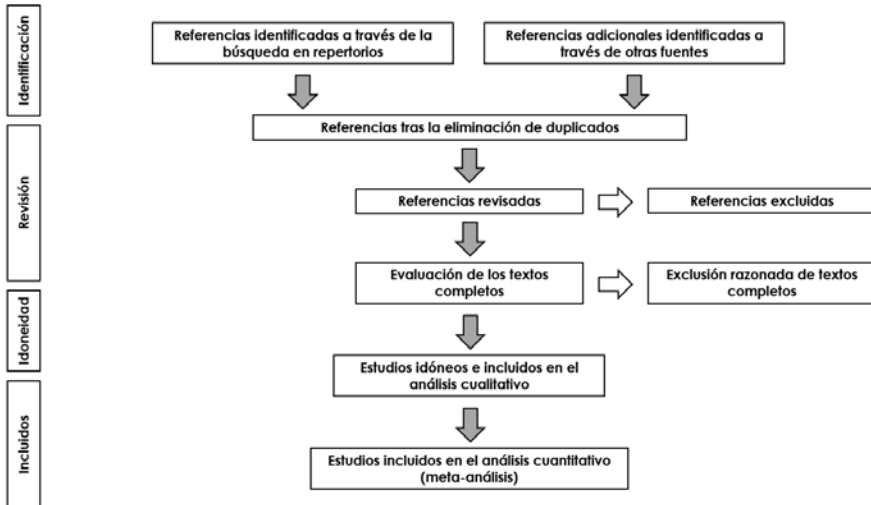 Identificación
Referencias identificadas a través de la
búsqueda en repertorios
Referencias adicionales identificadas a
través de otras fuentes
Referencias tras la eliminación de duplicados
Revisión
Referencias revisadas
Referencias excluidas
Evaluación de los textos
completos
Exclusión razonada de textos
completos
Idoneidad
Estudios idóneos e incluidos en el
análisis cualitativo
Incluidos
Estudios incluidos en el análisis cuantitativo
(meta-análisis)